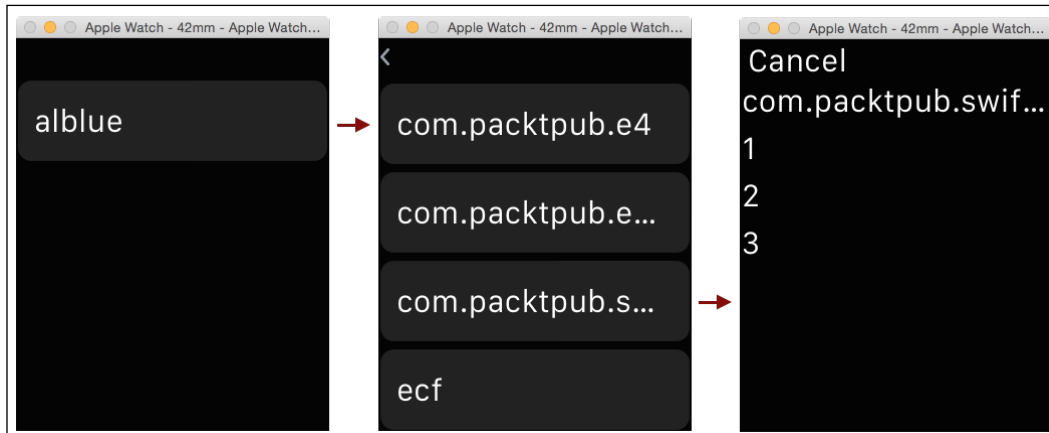 Apple Watch - 42mm - Apple Watch...
alblue
Apple Watch - 42mm - Apple Watch...
com.packtpub.e4
com.packtpub.e...
com.packtpub.s...
ecf
Apple Watch - 42mm - Apple Watch...
Cancel
com.packtpub.swif...
1
2
3